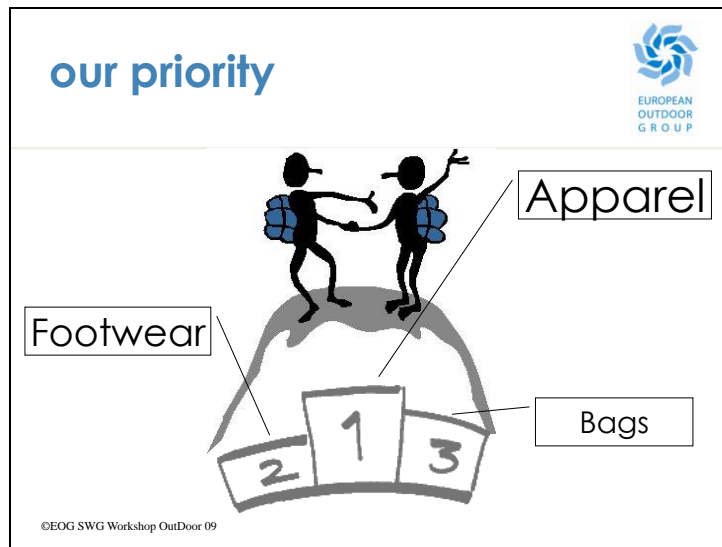 our priority
EUROPEAN
OUTDOOR
GROUP
Apparel
Footwear
Bags
1
2
3
©EOG SWG Workshop OutDoor 09